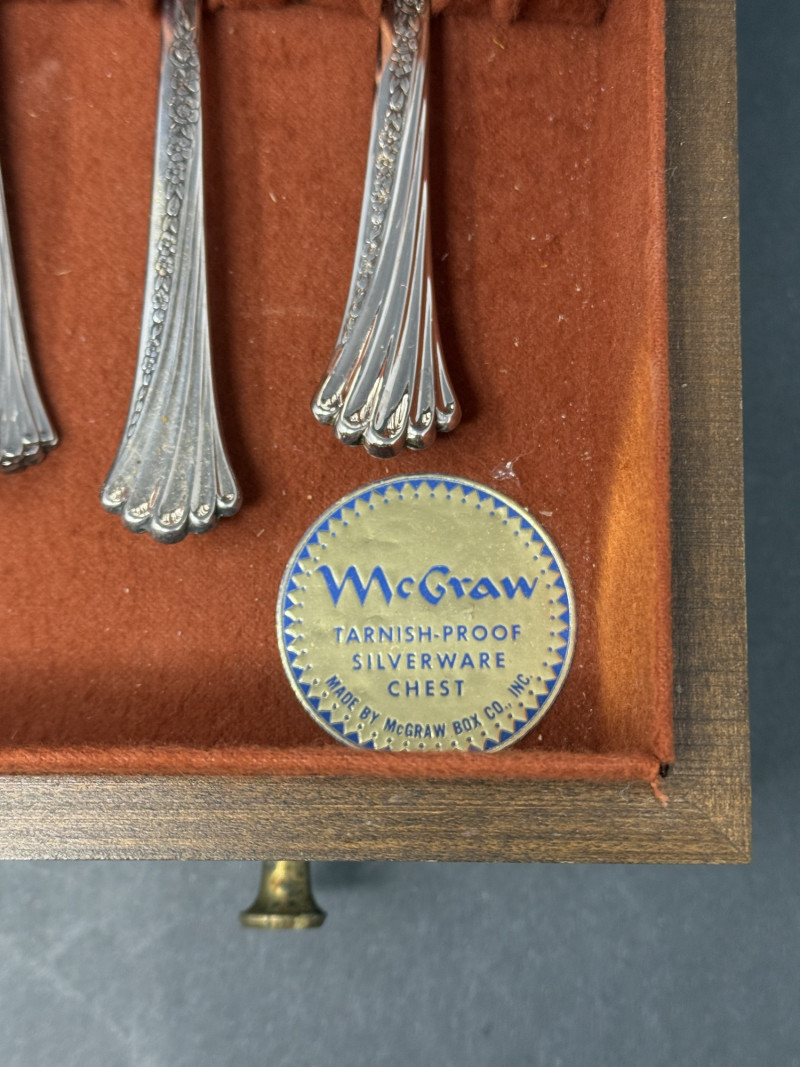 McGraw
TARNISH-PROOF
SILVERWARE
CHEST
MADE BY McGRAW BOX CO., INC.